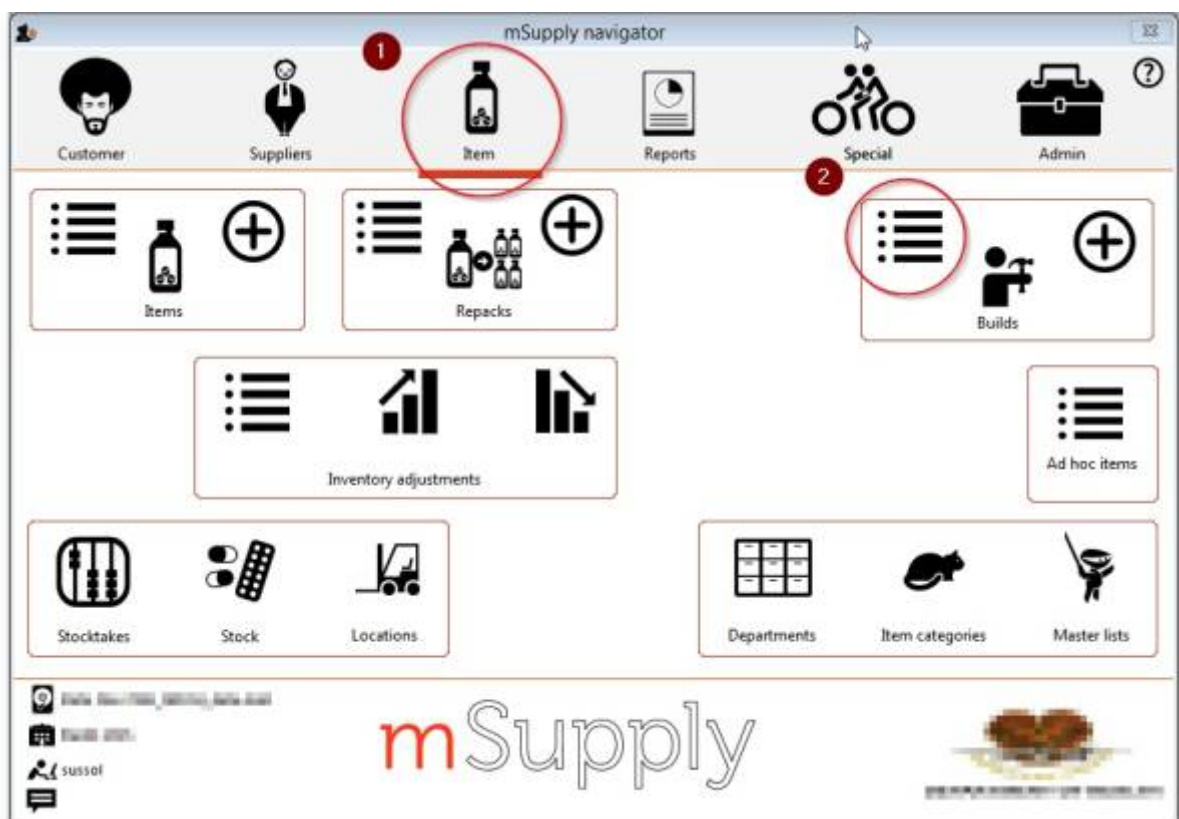 mSupply navigator
1
Customer Suppliers Item Reports Special Admin ?
2
Items Repacks Builds
Inventory adjustments Ad hoc items
Stocktakes Stock Locations Departments Item categories Master lists
sussol
mSupply